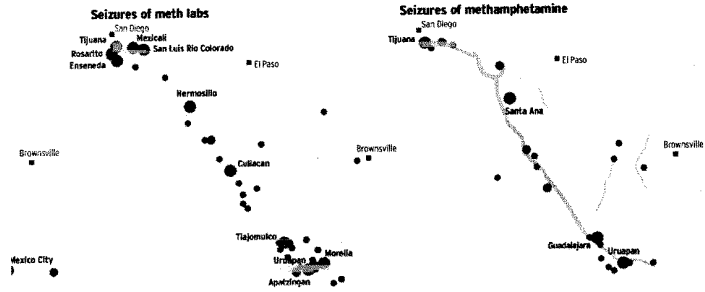 Seizures of meth labs
San Diego
Tijuana
Mexicali
Rosarito
San Luis Rio Colorado
Enseneda
El Paso
Hermosillo
Brownsville
Brownsville
Culiacan
Tlajomulco
Mexico City
Uruapan
Morelia
Apatzingan
Seizures of methamphetamine
San Diego
Tijuana
El Paso
Santa Ana
Brownsville
Guadalajara
Uruapan